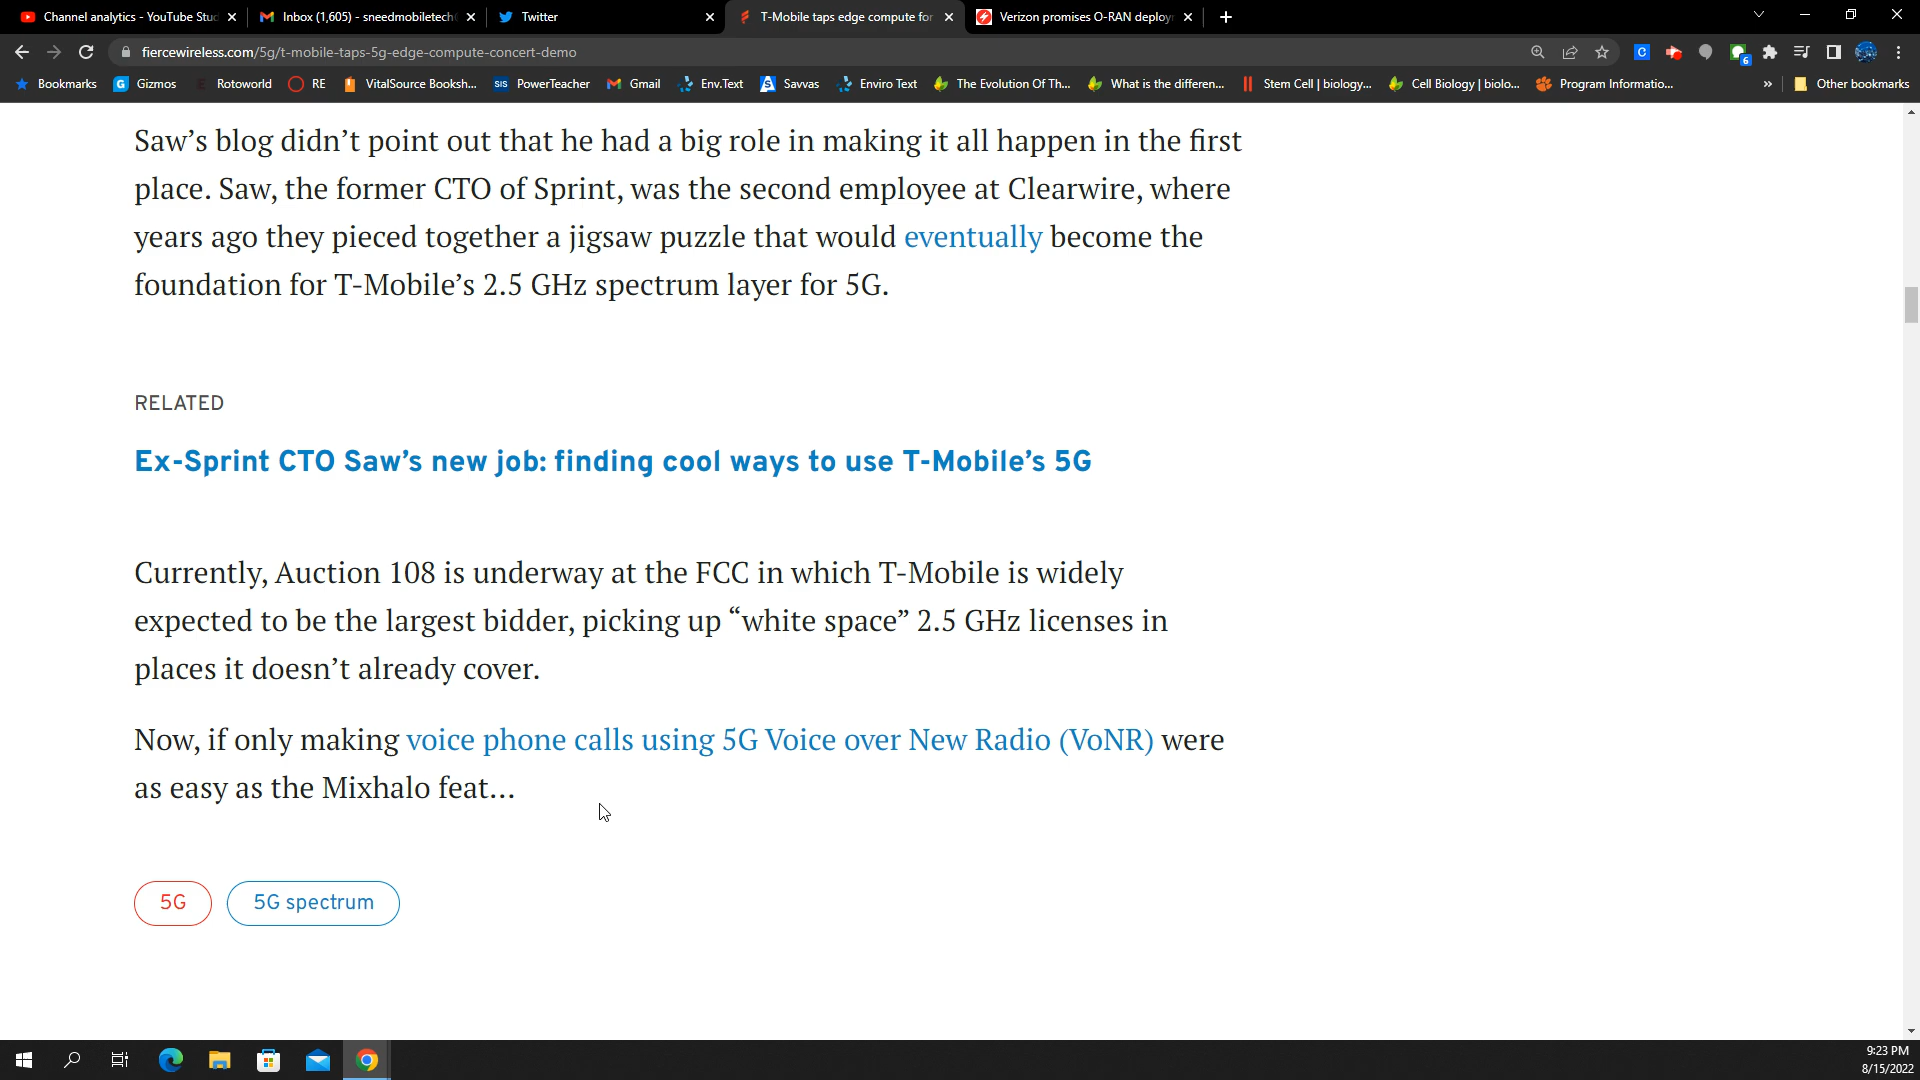 Channel analytics - YouTube Stu
Inbox (1,605) - sneedmobiletech
Twitter
T-Mobile taps edge compute for
Verizon promises O-RAN deploy
fiercewireless.com/5g/t-mobile-taps-5g-edge-compute-concert-demo
6
Bookmarks
Gizmos
Rotoworld
RE
VitalSource Booksh...
SIS PowerTeacher
Gmail
Env.Text
Savvas
Enviro Text
The Evolution Of Th...
What is the differen...
Stem Cell | biology...
Cell Biology | biolo...
Program Informatio...
»
Other bookmarks
Saw’s blog didn’t point out that he had a big role in making it all happen in the first
place. Saw, the former CTO of Sprint, was the second employee at Clearwire, where
years ago they pieced together a jigsaw puzzle that would eventually become the
foundation for T-Mobile’s 2.5 GHz spectrum layer for 5G.
RELATED
Ex-Sprint CTO Saw’s new job: finding cool ways to use T-Mobile’s 5G
Currently, Auction 108 is underway at the FCC in which T-Mobile is widely
expected to be the largest bidder, picking up “white space” 2.5 GHz licenses in
places it doesn’t already cover.
Now, if only making voice phone calls using 5G Voice over New Radio (VoNR) were
as easy as the Mixhalo feat…
5G
5G spectrum
9:23 PM
8/15/2022